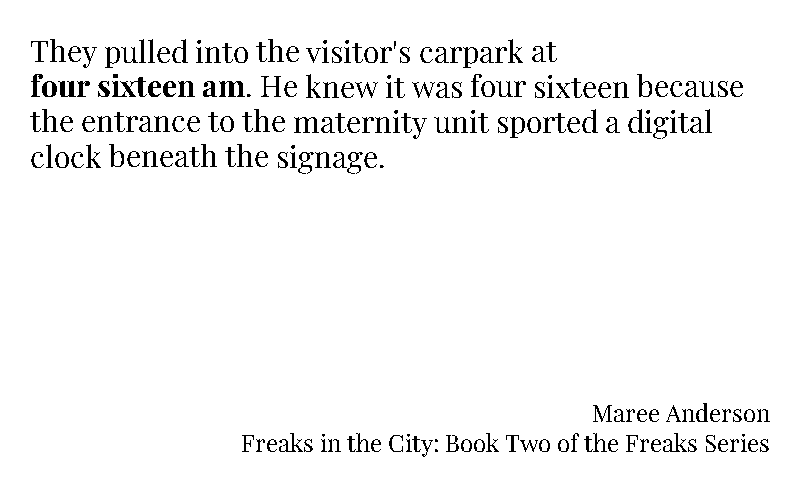 They pulled into the visitor's carpark at
four sixteen am. He knew it was four sixteen because
the entrance to the maternity unit sported a digital
clock beneath the signage.
Maree Anderson
Freaks in the City: Book Two of the Freaks Series